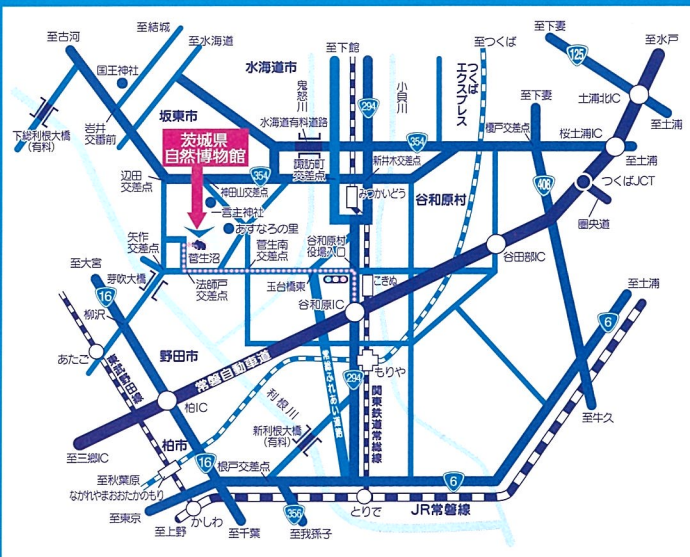 至結城
至古河
至水海道
国王神社
水海道市
至下館
至つくば
つくば
エクスプレス
至下妻
125
至水戸
土浦北IC
鬼怒川
小貝川
294
至下妻
下総利根大橋
(有料)
岩井
交番前
坂東市
茨城県
自然博物館
水海道有料道路
354
榎戸交差点
桜土浦IC
至土浦
至土浦
辺田
交差点
354
諏訪町
交差点
新井木交差点
神田山交差点
みつかいどう
谷和原村
408
つくばJCT
圏央道
一言主神社
あすなろの里
矢作
交差点
菅生沼
菅生南
交差点
谷和原村
役場入口
谷田部IC
至大宮
芽吹大橋
法師戸
交差点
玉台橋東
こきぬ
至土浦
16
柳沢
谷和原IC
6
あたご
野田市
常磐自動車道
もりや
東武野田線
294
常総ふれあい道路
関東鉄道常総線
利根川
柏IC
新利根大橋
(有料)
至牛久
柏市
至三郷IC
16
根戸交差点
至秋葉原
ながれやまおおたかのもり
6
至東京
かしわ
至上野
至千葉
356
至我孫子
とりで
JR常磐線